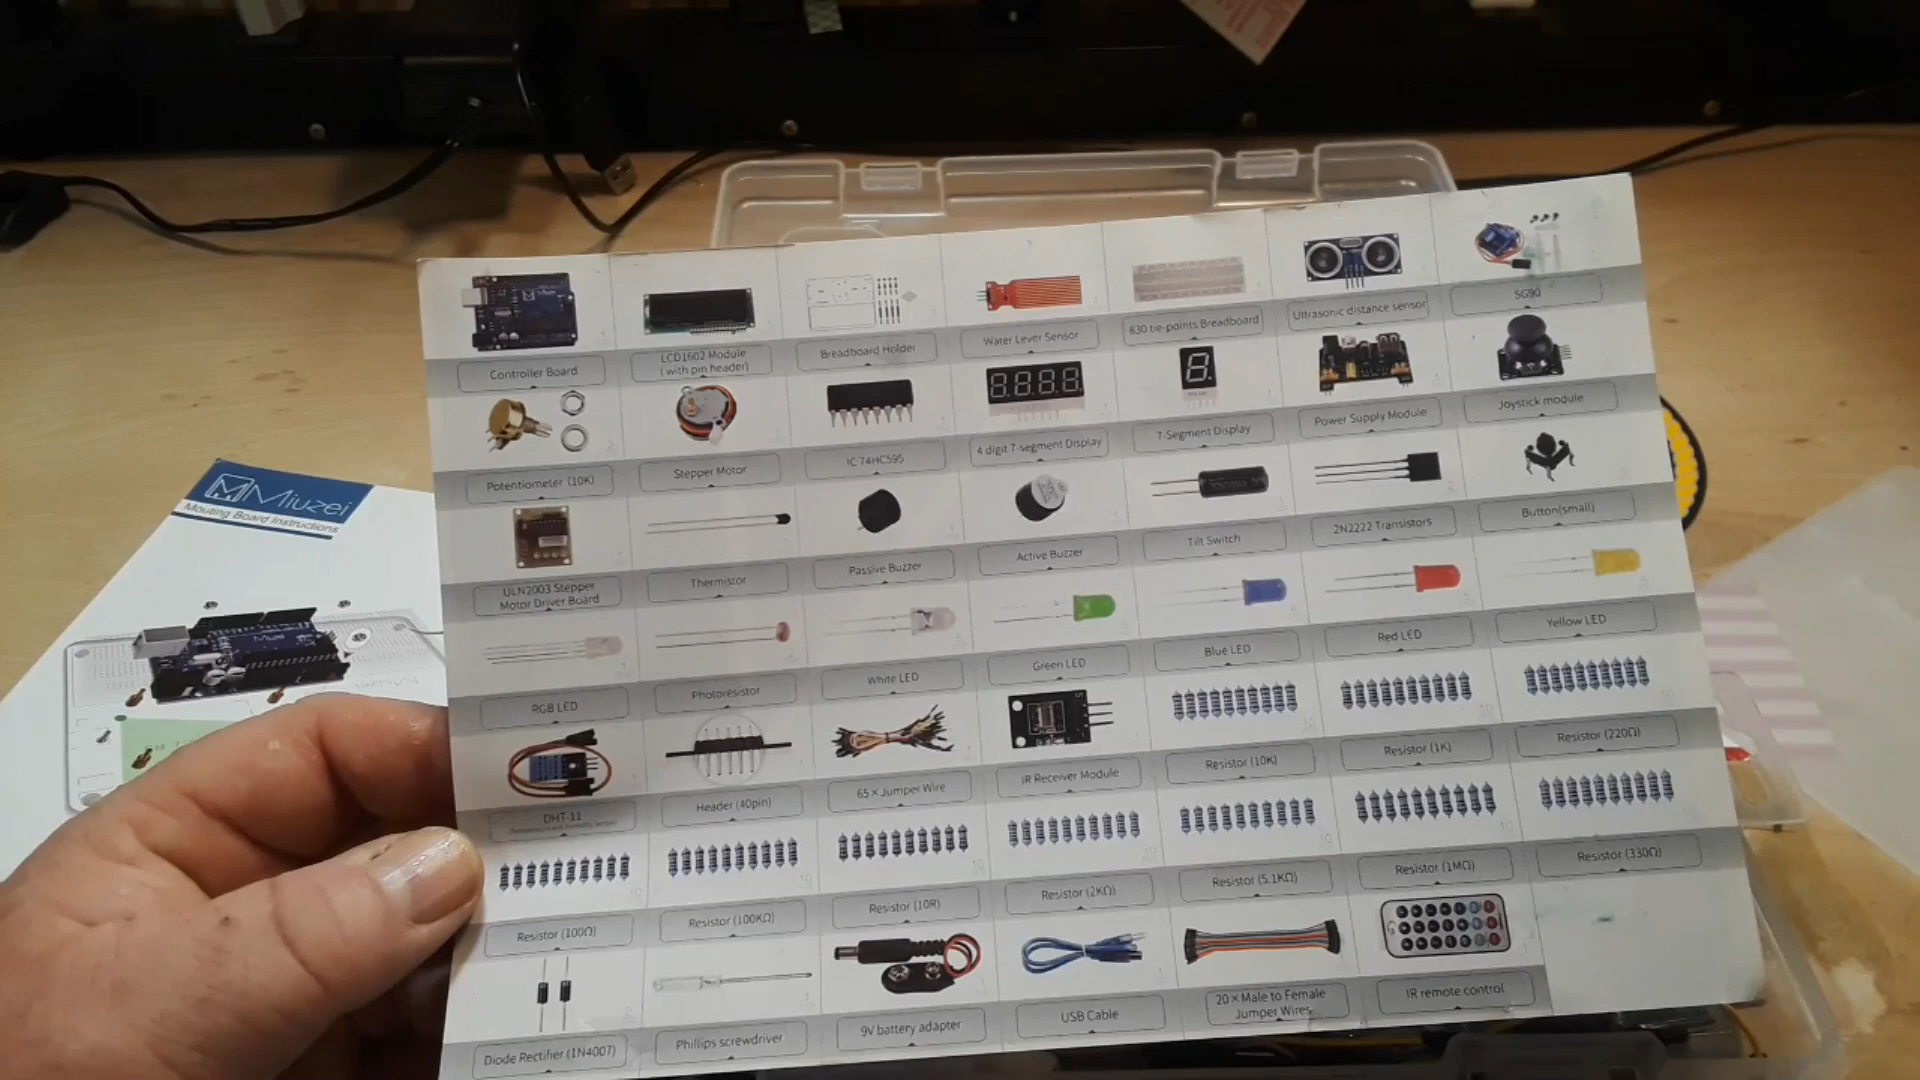 Controller Board
LCD1602 Module
(with pin header)
Breadboard Holder
Water Lever Sensor
830 tie-points Breadboard
Ultrasonic distance sensor
SG90
Potentiometer (10K)
Stepper Motor
IC 74HC595
4 digit 7-segment Display
7-Segment Display
Power Supply Module
Joystick module
ULN2003 Stepper
Motor Driver Board
Thermistor
Passive Buzzer
Active Buzzer
Tilt Switch
2N2222 Transistors
Button(small)
RGB LED
Photoresistor
White LED
Green LED
Blue LED
Red LED
Yellow LED
DHT-11
Header (40pin)
65×Jumper Wire
IR Receiver Module
Resistor (10K)
Resistor (1K)
Resistor (220Ω)
Resistor (100Ω)
Resistor (100KΩ)
Resistor (10R)
Resistor (2KΩ)
Resistor (5.1KΩ)
Resistor (1MΩ)
Resistor (330Ω)
Diode Rectifier (1N4007)
Phillips screwdriver
9V battery adapter
USB Cable
20×Male to Female
Jumper Wires
IR remote control
Miuzei
Mouting Board Instructions
Miuzei